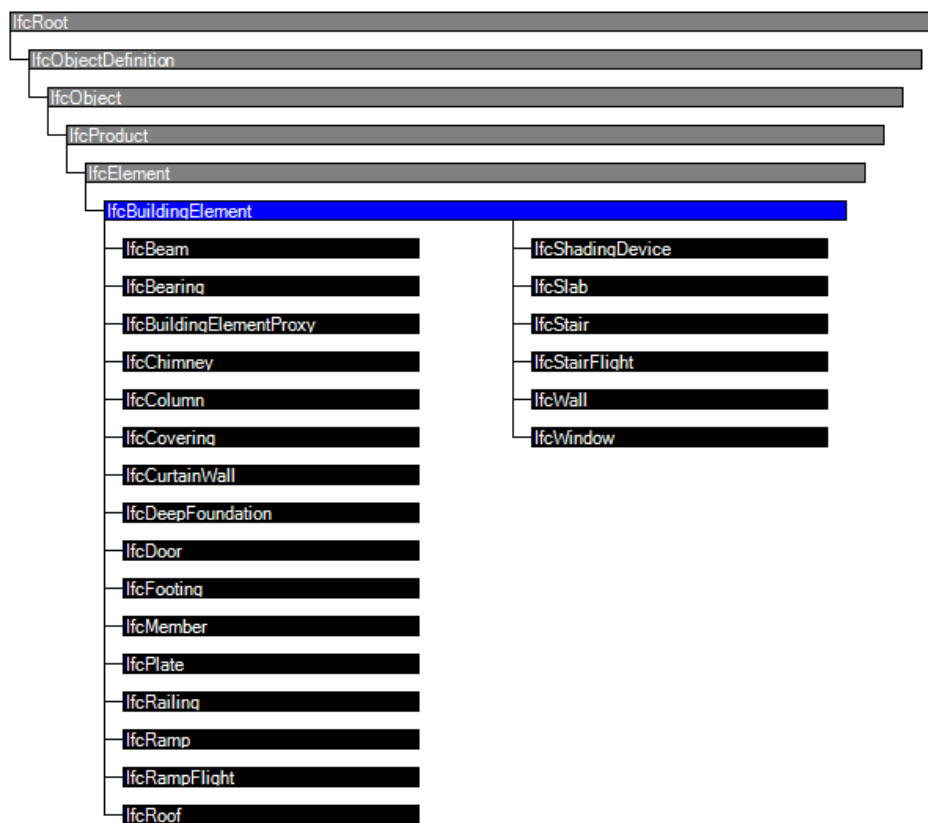 IfcRoot
IfcObjectDefinition
IfcObject
IfcProduct
IfcElement
IfcBuildingElement
IfcBeam
IfcBearing
IfcBuildingElementProxy
IfcChimney
IfcColumn
IfcCovering
IfcCurtainWall
IfcDeepFoundation
IfcDoor
IfcFooting
IfcMember
IfcPlate
IfcRailing
IfcRamp
IfcRampFlight
IfcRoof
IfcShadingDevice
IfcSlab
IfcStair
IfcStairFlight
IfcWall
IfcWindow